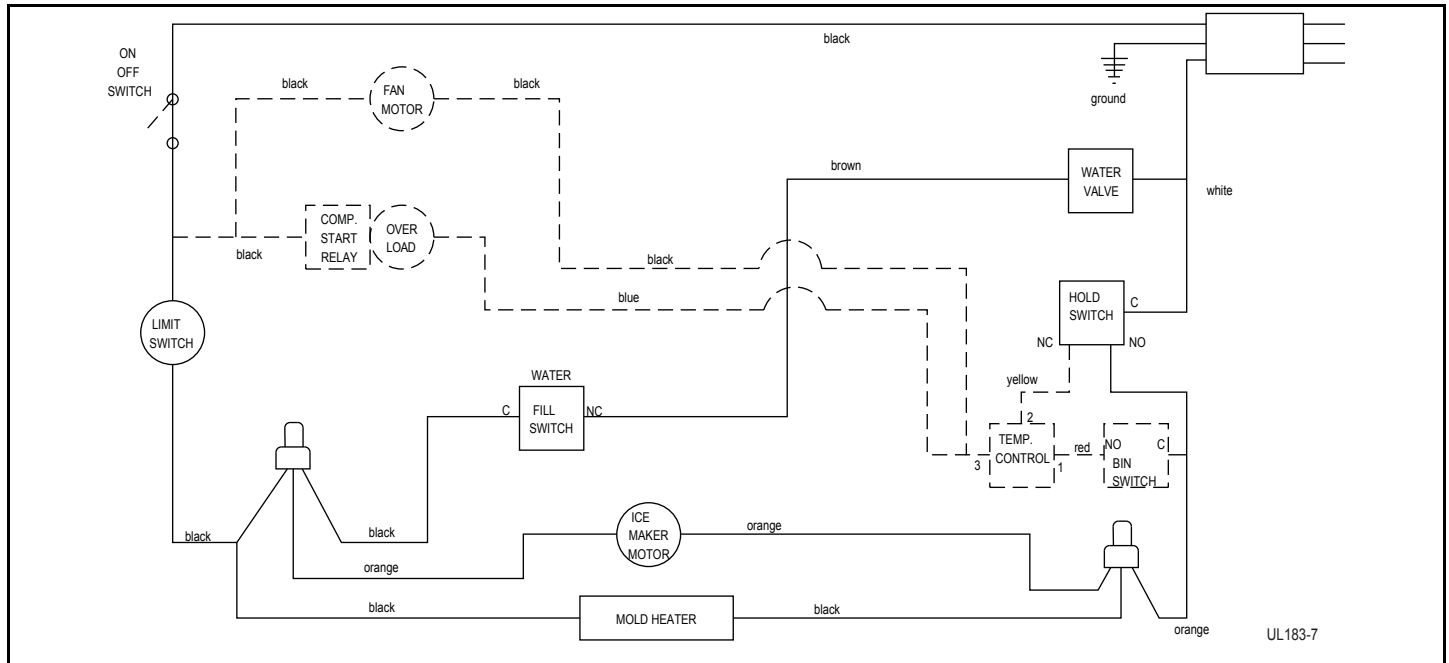 black
ON
OFF
SWITCH
black
FAN
MOTOR
black
ground
brown
WATER
VALVE
white
COMP.
START
RELAY
OVER
LOAD
black
black
blue
HOLD
SWITCH
C
NC
NO
LIMIT
SWITCH
yellow
WATER
C
FILL
SWITCH
NC
2
TEMP.
CONTROL
3
1
red
NO
C
BIN
SWITCH
black
black
ICE
MAKER
MOTOR
orange
orange
black
MOLD HEATER
black
orange
UL183-7